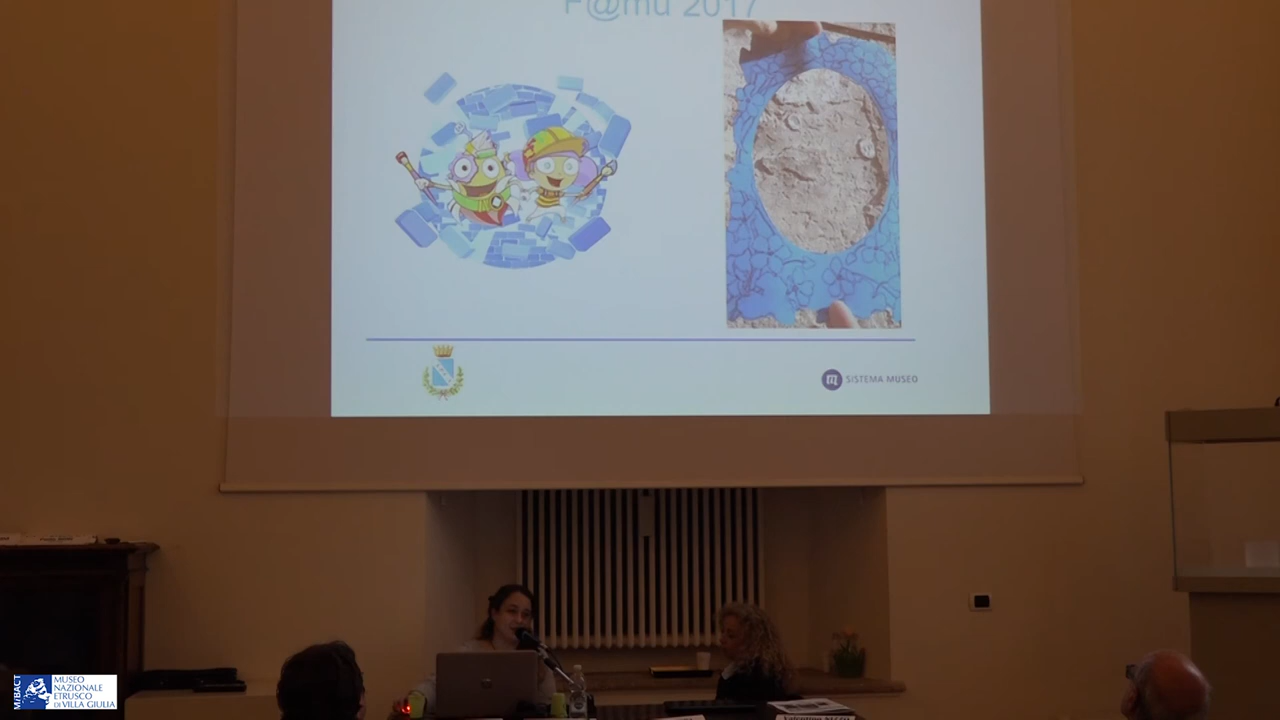 F@mu 2017
SISTEMA MUSEO
MiBACT
MUSEO
NAZIONALE
ETRUSCO
DI VILLA GIULIA